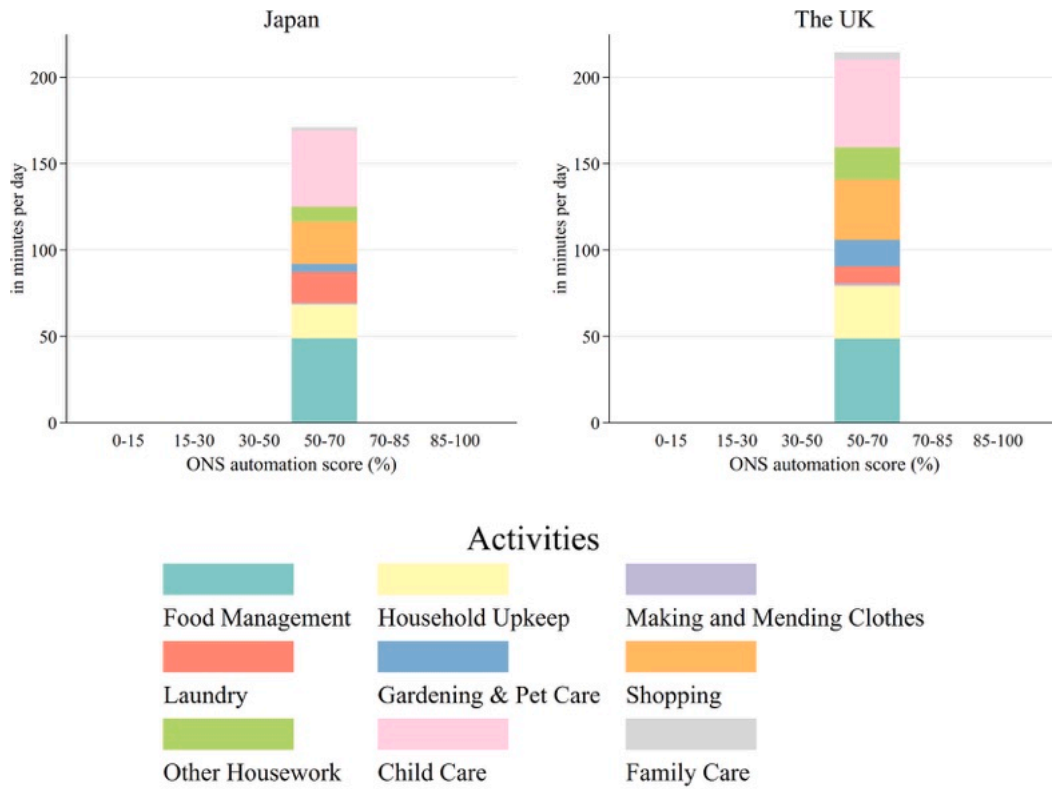 Japan
The UK
in minutes per day
200
150
100
50
0
0-15 15-30 30-50 50-70 70-85 85-100
ONS automation score (%)
in minutes per day
200
150
100
50
0
0-15 15-30 30-50 50-70 70-85 85-100
ONS automation score (%)
Activities
Food Management Household Upkeep Making and Mending Clothes
Laundry Gardening & Pet Care Shopping
Other Housework Child Care Family Care